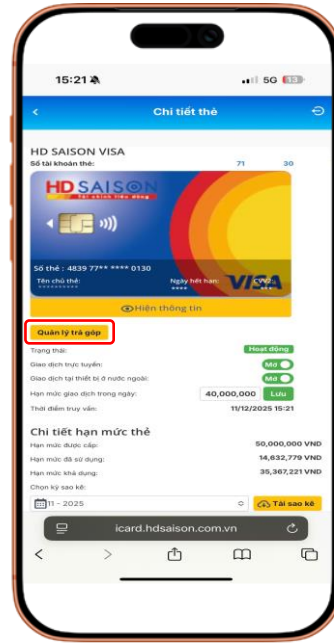 15:21
5G 13
Chi tiết thẻ
HD SAISON VISA
Số tài khoản thẻ: 71 30
HD SAISON
Tài chính tiêu dùng
Số thẻ : 4839 77** **** 0130
Tên chủ thẻ: Ngày hết hạn:
**********
****
VISA
Hiện thông tin
Quản lý trả góp
Trạng thái: Hoạt động
Giao dịch trực tuyến: Mở
Giao dịch tại thiết bị ở nước ngoài: Mở
Hạn mức giao dịch trong ngày: 40,000,000 Lưu
Thời điểm truy vấn: 11/12/2025 15:21
Chi tiết hạn mức thẻ
Hạn mức được cấp: 50,000,000 VND
Hạn mức đã sử dụng: 14,632,779 VND
Hạn mức khả dụng: 35,367,221 VND
Chọn kỳ sao kê:
11 - 2025 Tải sao kê
icard.hdsaison.com.vn